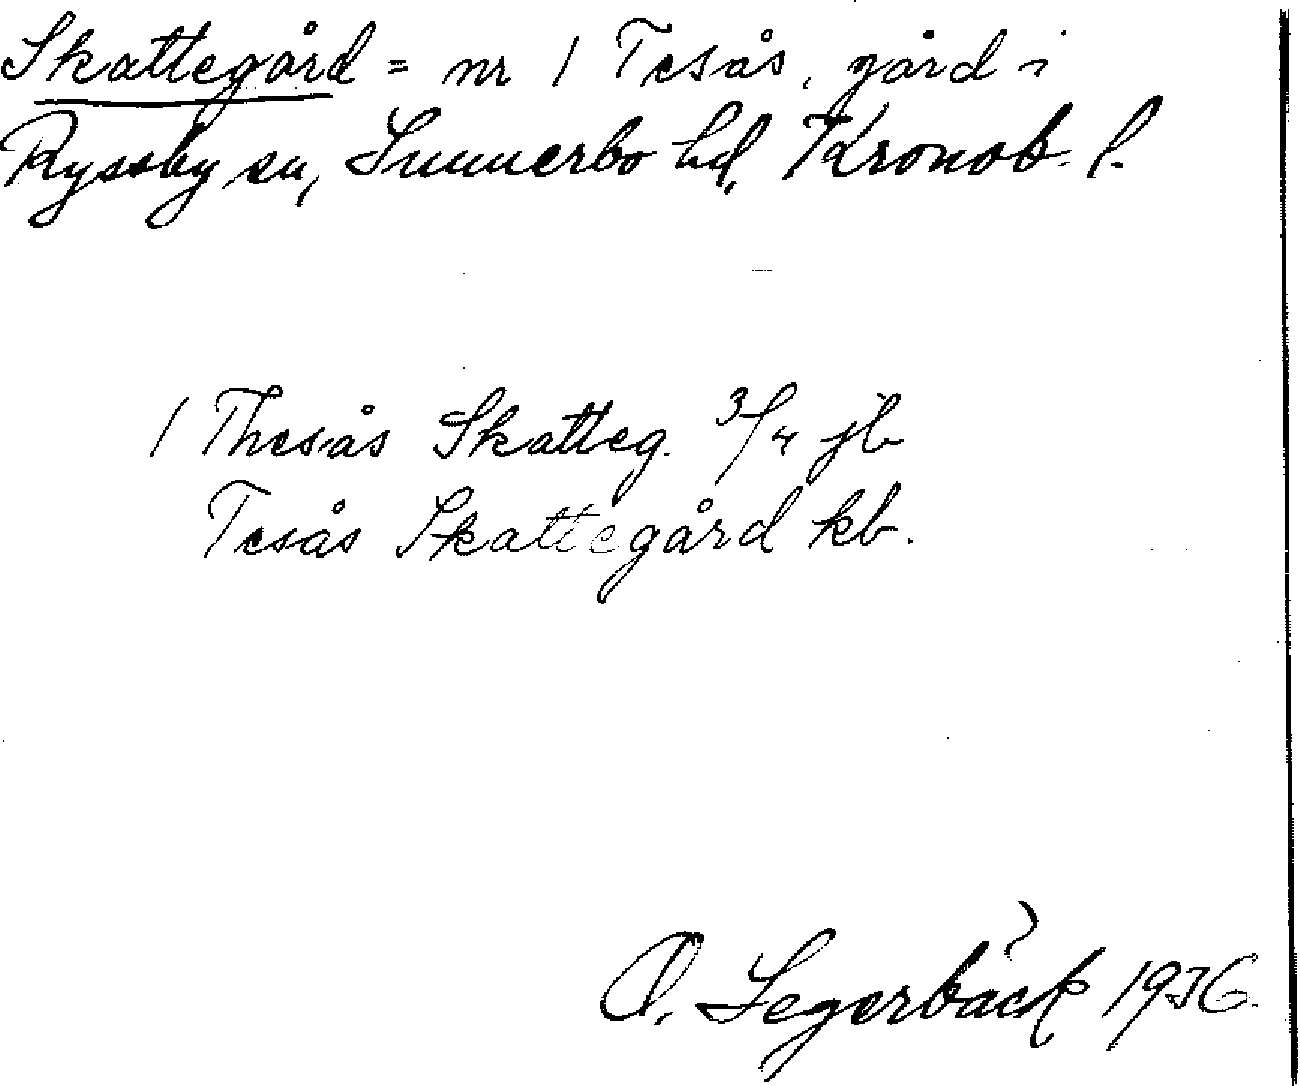 Skattegård = nr 1 Tesås, gård i
Ryssby sn, Sunnerbo hd, Kronob. l.
1 Thesås Skatteg. 3/4 jb
Tesås Skattegård kb.
O. Segerbäck 1936.